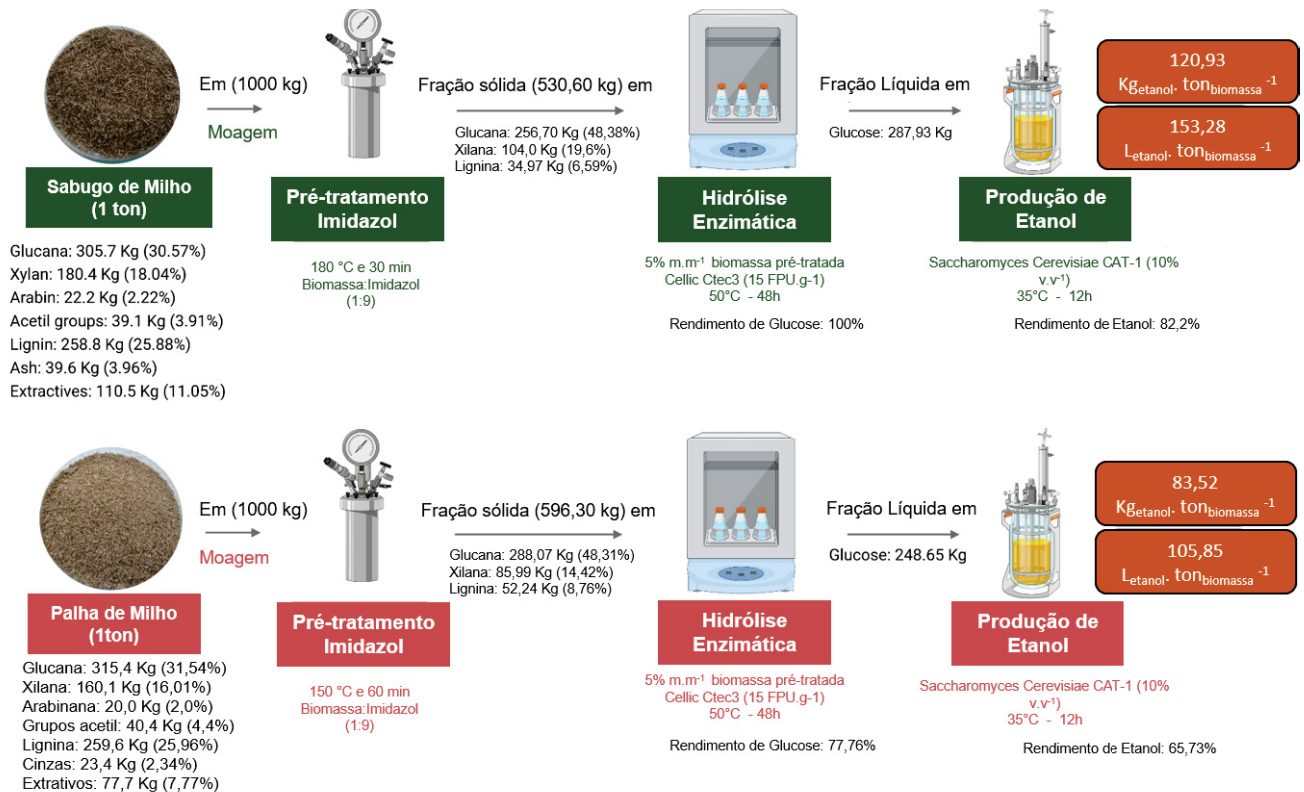 Em (1000 kg)
Moagem
Fração sólida (530,60 kg) em
Glucana: 256,70 Kg (48,38%)
Xilana: 104,0 Kg (19,6%)
Lignina: 34,97 Kg (6,59%)
Fração Líquida em
Glucose: 287,93 Kg
120,93
Kgetanol. tonbiomassa -1
153,28
Letanol. tonbiomassa -1
Sabugo de Milho
(1 ton)
Glucana: 305.7 Kg (30.57%)
Xylan: 180.4 Kg (18.04%)
Arabin: 22.2 Kg (2.22%)
Acetil groups: 39.1 Kg (3.91%)
Lignin: 258.8 Kg (25.88%)
Ash: 39.6 Kg (3.96%)
Extractives: 110.5 Kg (11.05%)
Pré-tratamento
Imidazol
180 °C e 30 min
Biomassa:Imidazol
(1:9)
Hidrólise
Enzimática
5% m.m-1 biomassa pré-tratada
Cellic Ctec3 (15 FPU.g-1)
50°C - 48h
Rendimento de Glucose: 100%
Produção de
Etanol
Saccharomyces Cerevisiae CAT-1 (10%
v.v-1)
35°C - 12h
Rendimento de Etanol: 82,2%
Em (1000 kg)
Moagem
Fração sólida (596,30 kg) em
Glucana: 288,07 Kg (48,31%)
Xilana: 85,99 Kg (14,42%)
Lignina: 52,24 Kg (8,76%)
Fração Líquida em
Glucose: 248.65 Kg
83,52
Kgetanol. tonbiomassa -1
105,85
Letanol. tonbiomassa -1
Palha de Milho
(1ton)
Glucana: 315,4 Kg (31,54%)
Xilana: 160,1 Kg (16,01%)
Arabinana: 20,0 Kg (2,0%)
Grupos acetil: 40,4 Kg (4,4%)
Lignina: 259,6 Kg (25,96%)
Cinzas: 23,4 Kg (2,34%)
Extrativos: 77,7 Kg (7,77%)
Pré-tratamento
Imidazol
150 °C e 60 min
Biomassa:Imidazol
(1:9)
Hidrólise
Enzimática
5% m.m-1 biomassa pré-tratada
Cellic Ctec3 (15 FPU.g-1)
50°C - 48h
Rendimento de Glucose: 77,76%
Produção de
Etanol
Saccharomyces Cerevisiae CAT-1 (10%
v.v-1)
35°C - 12h
Rendimento de Etanol: 65,73%